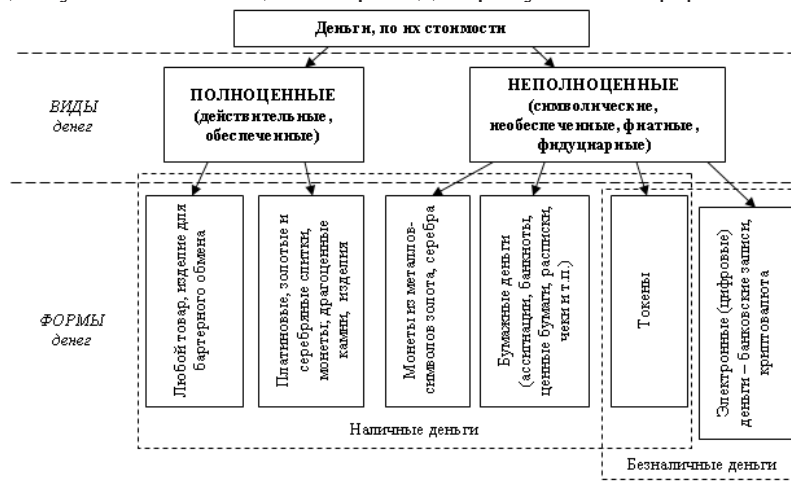 Деньги, по их стоимости
ВИДЫ
денег
ПОЛНОЦЕННЫЕ
(действительные,
обеспеченные)
НЕПОЛНОЦЕННЫЕ
(символические,
необеспеченные, фиатные,
фидуциарные)
ФОРМЫ
денег
Любой товар, изделие для
бартерного обмена
Платиновые, золотые и
серебряные слитки,
монеты, драгоценные
камни, изделия
Монеты из металлов-
символов золота, серебра
Бумажные деньги
(ассигнации, банкноты,
ценные бумаги, расписки,
чеки и т.п.)
Токены
Электронные (цифровые)
деньги – банковские записи,
криптовалюта
Наличные деньги
Безналичные деньги